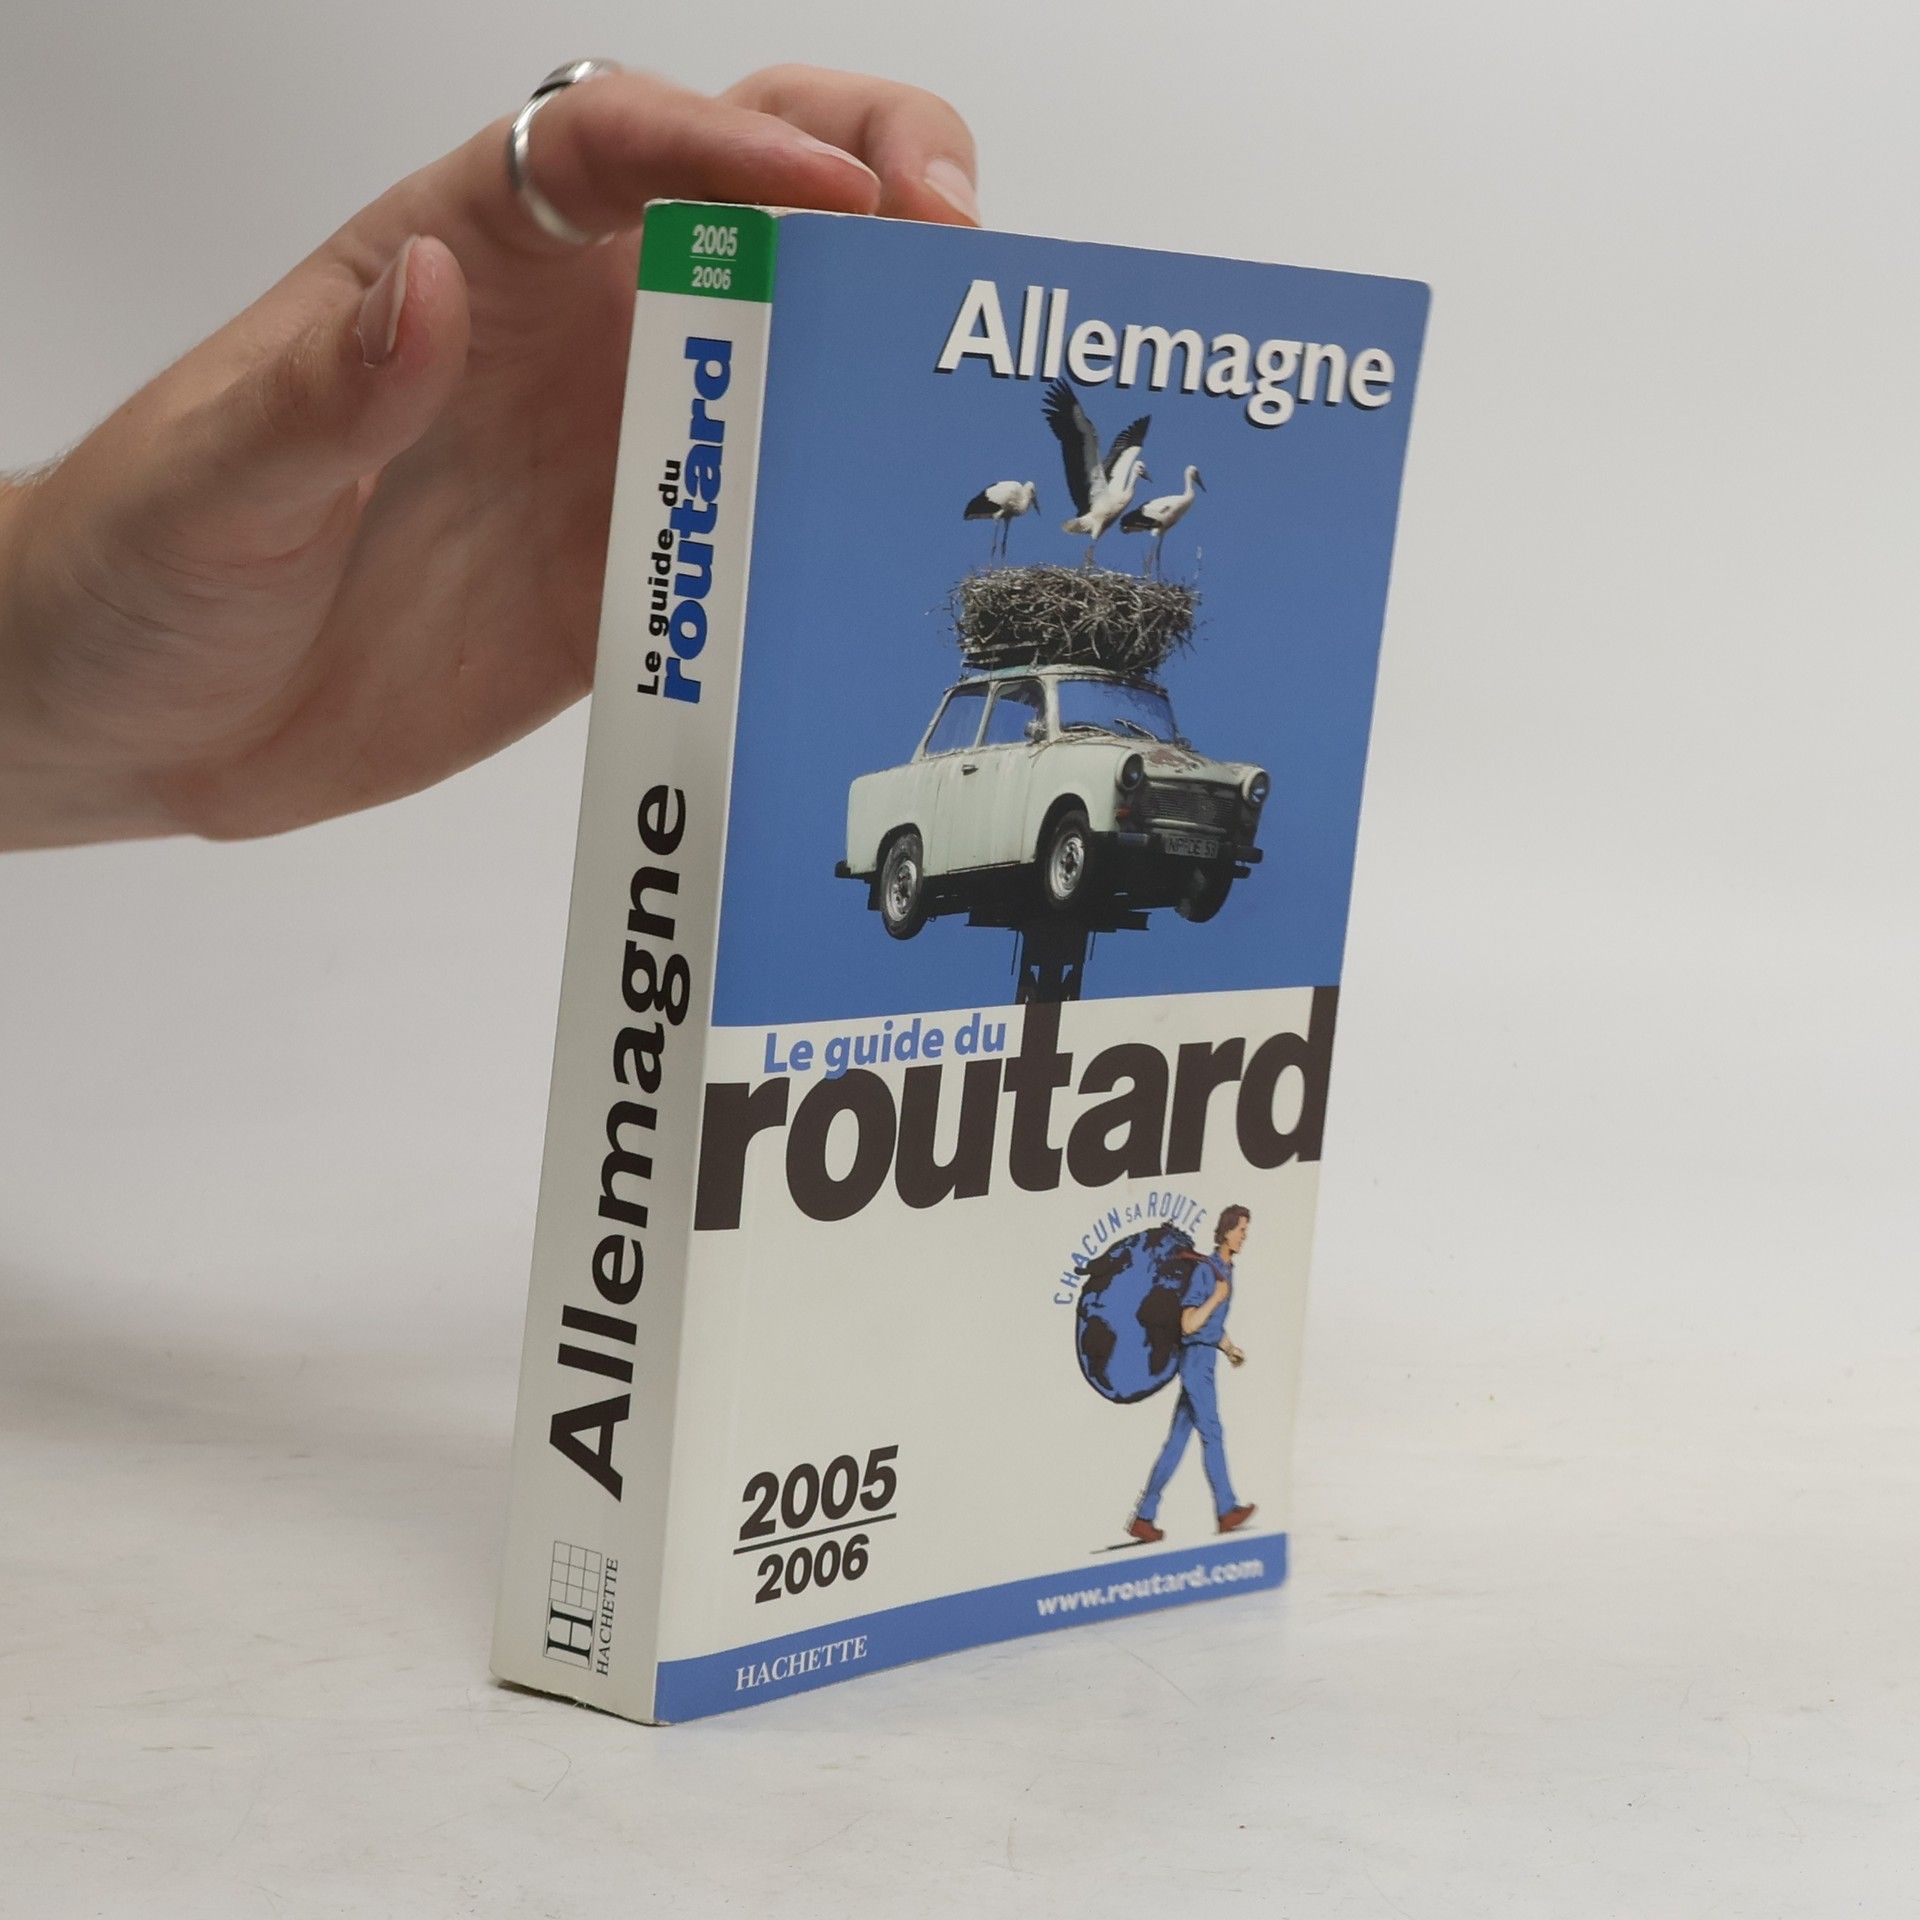 2005
2006
Le guide du
routard
Allemagne
HACHETTE
Allemagne
Le guide du
routard
CHACUN SA ROUTE
2005
2006
www.routard.com
HACHETTE